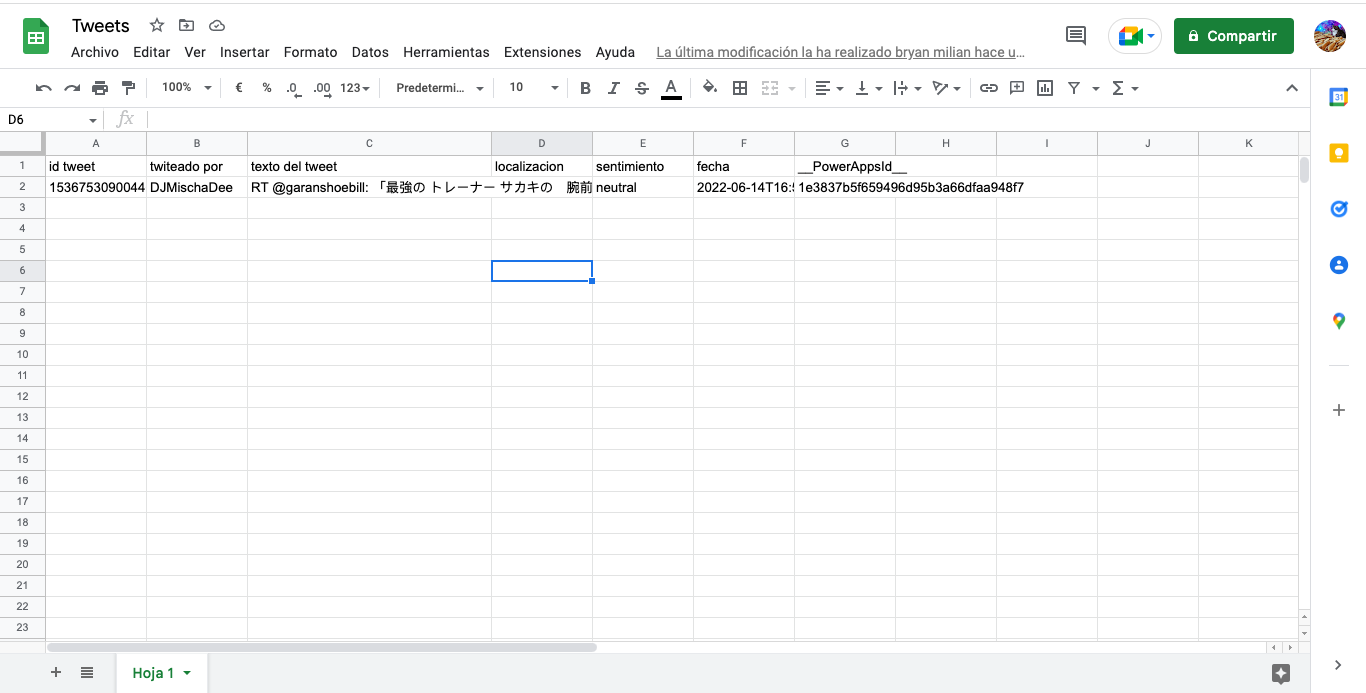 Tweets
Archivo Editar Ver Insertar Formato Datos Herramientas Extensiones Ayuda La última modificación la ha realizado bryan milian hace u...
Compartir
100% € % .0 .00 123 Predetermi... 10 B I S A
D6 fx
A B C D E F G H I J K
1 id tweet twiteado por texto del tweet localizacion sentimiento fecha __PowerAppsId__
2 1536753090044 DJMischaDee RT @garanshoebill: 「最強の トレーナー サカキの 腕前 neutral 2022-06-14T16: 1e3837b5f659496d95b3a66dfaa948f7
3
4
5
6
7
8
9
10
11
12
13
14
15
16
17
18
19
20
21
22
23
Hoja 1
31